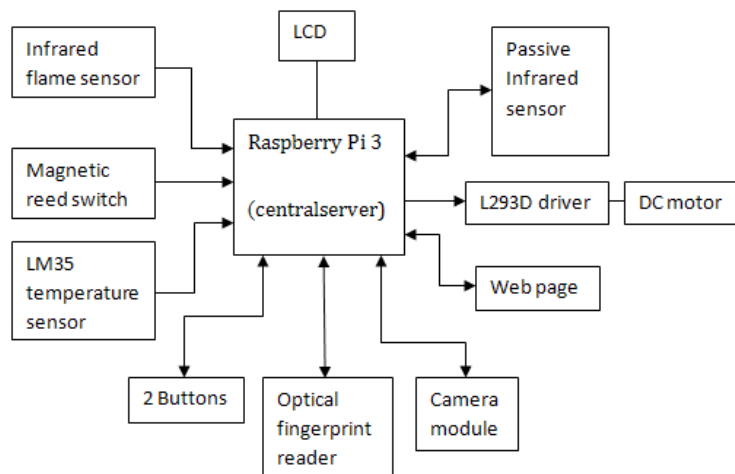 LCD
Infrared
flame sensor
Passive
Infrared
sensor
Raspberry Pi 3
(centralserver)
Magnetic
reed switch
L293D driver
DC motor
LM35
temperature
sensor
Web page
2 Buttons
Optical
fingerprint
reader
Camera
module